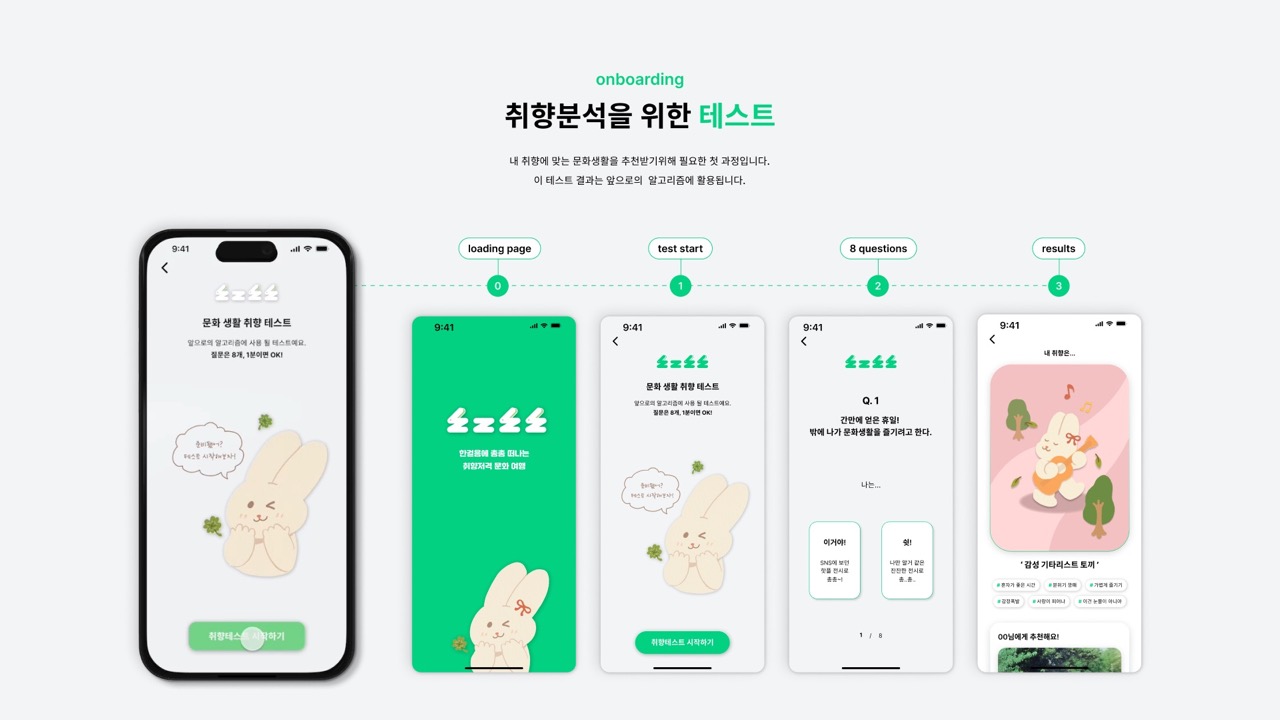 onboarding
취향분석을 위한 테스트
내 취향에 맞는 문화생활을 추천받기위해 필요한 첫 과정입니다.
이 테스트 결과는 앞으로의 알고리즘에 활용됩니다.
9:41
문화 생활 취향 테스트
앞으로의 알고리즘에 사용 될 테스트예요.
질문은 8개, 1분이면 OK!
준비됐어?
테스트 시작해보자!
취향테스트 시작하기
loading page
0
9:41
한걸음에 총총 떠나는
취향저격 문화 여행
test start
1
9:41
문화 생활 취향 테스트
앞으로의 알고리즘에 사용 될 테스트예요.
질문은 8개, 1분이면 OK!
준비됐어?
테스트 시작해보자!
취향테스트 시작하기
8 questions
2
9:41
Q. 1
간만에 얻은 휴일!
밖에 나가 문화생활을 즐기려고 한다.
나는...
이거야!
SNS에 보던
핫플 전시로
총총~!
쉿!
나만 알거 같은
잔잔한 전시로
총..총..
1 / 8
results
3
9:41
내 취향은...
' 감성 기타리스트 토끼 '
#혼자가 좋은 시간 #분위기 깡패 #가볍게 즐기기
#감정폭발 #사랑이 피어나 #이건 눈물이 아니야
00님에게 추천해요!